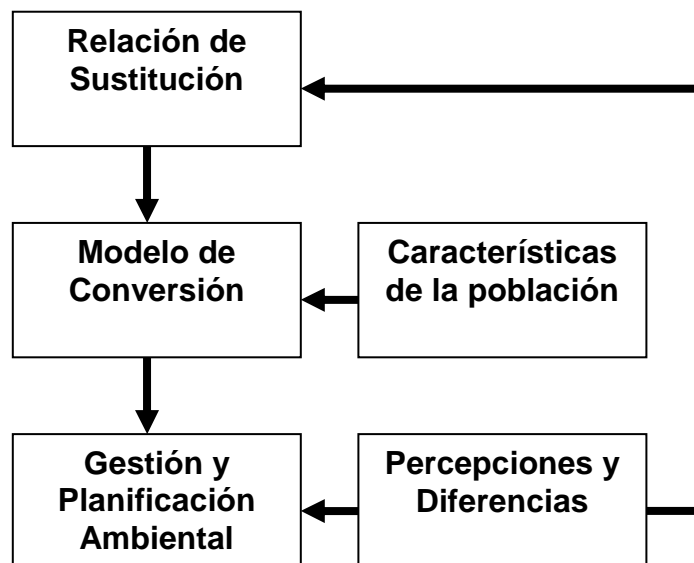 Relación de
Sustitución
Modelo de
Conversión
Características
de la población
Gestión y
Planificación
Ambiental
Percepciones y
Diferencias